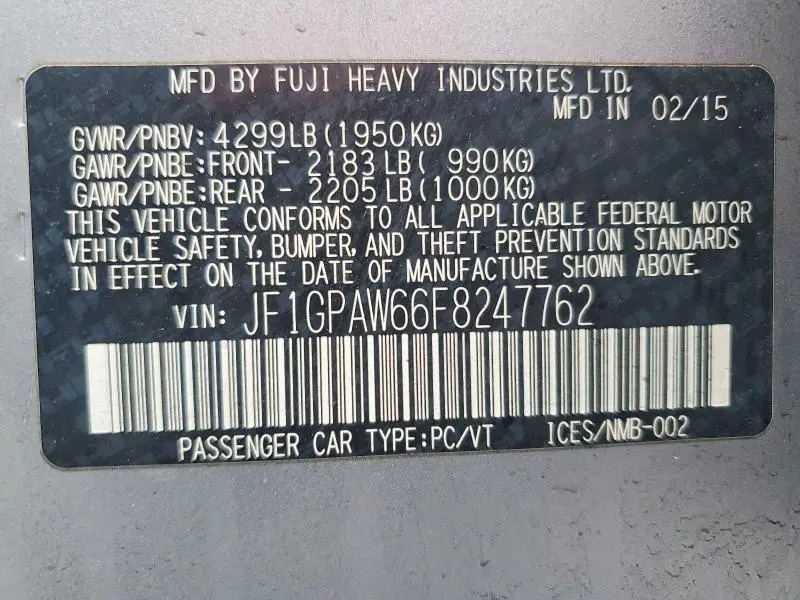 MFD BY FUJI HEAVY INDUSTRIES LTD.
MFD IN 02/15
GVWR/PNBV: 4299LB(1950KG)
GAWR/PNBE:FRONT- 2183LB( 990KG)
GAWR/PNBE:REAR - 2205LB(1000KG)
THIS VEHICLE CONFORMS TO ALL APPLICABLE FEDERAL MOTOR
VEHICLE SAFETY, BUMPER, AND THEFT PREVENTION STANDARDS
IN EFFECT ON THE DATE OF MANUFACTURE SHOWN ABOVE.
VIN: JF1GPAW66F8247762
PASSENGER CAR TYPE:PC/VT ICES/NMB-002